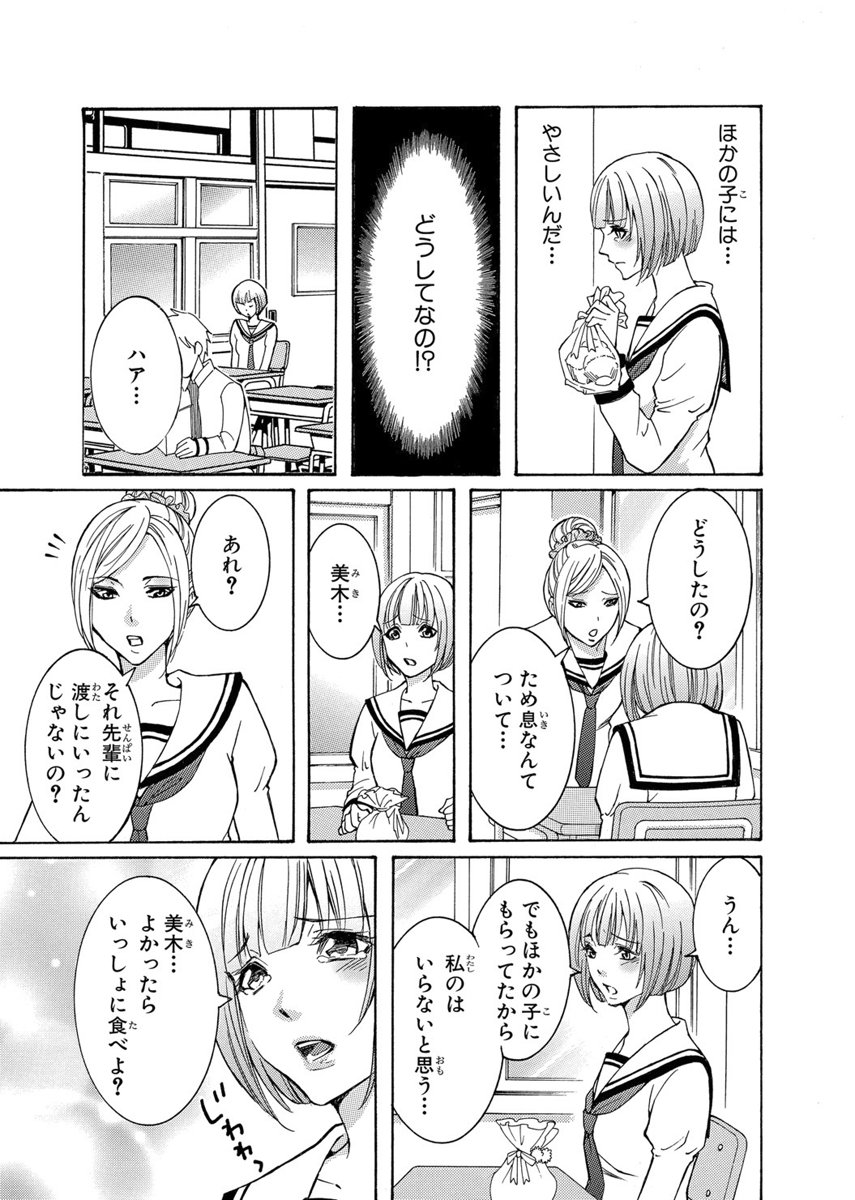 ほかの子には…
やさしいんだ…
どうしてなの!?
ハァ…
どうしたの?
ため息なんて
ついて…
美木…
あれ?
それ先輩に
渡しにいったん
じゃないの?
うん…
でもほかの子に
もらってたから
私のは
いらないと思う…
美木…
よかったら
いっしょに食べよ?
じわわっ